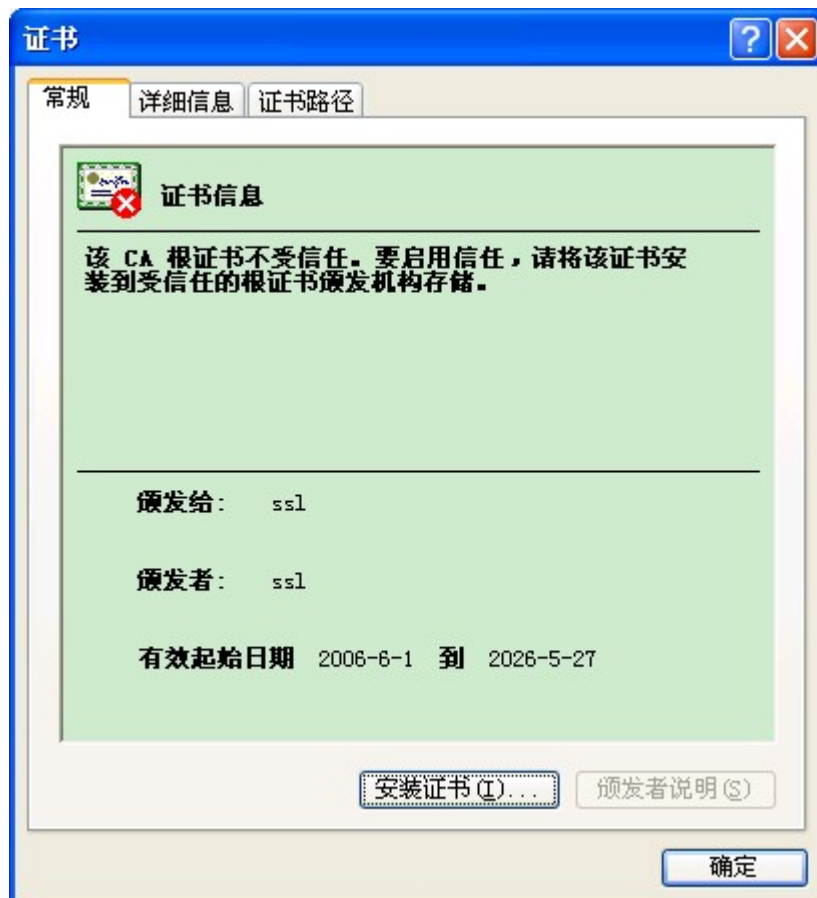 证书
常规 详细信息 证书路径
证书信息
该 CA 根证书不受信任。要启用信任，请将该证书安
装到受信任的根证书颁发机构存储。
颁发给: ssl
颁发者: ssl
有效起始日期 2006-6-1 到 2026-5-27
安装证书(I)... 颁发者说明(S)
确定